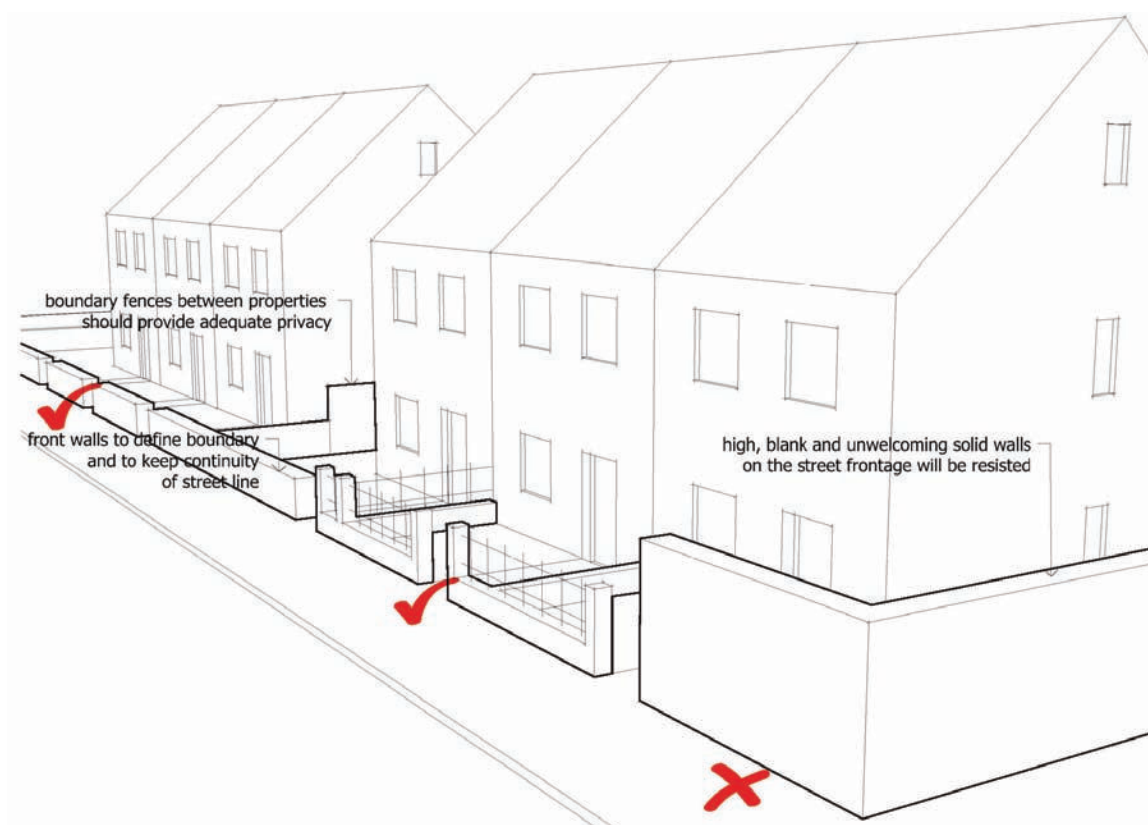 boundary fences between properties
should provide adequate privacy
front walls to define boundary
and to keep continuity
of street line
high, blank and unwelcoming solid walls
on the street frontage will be resisted